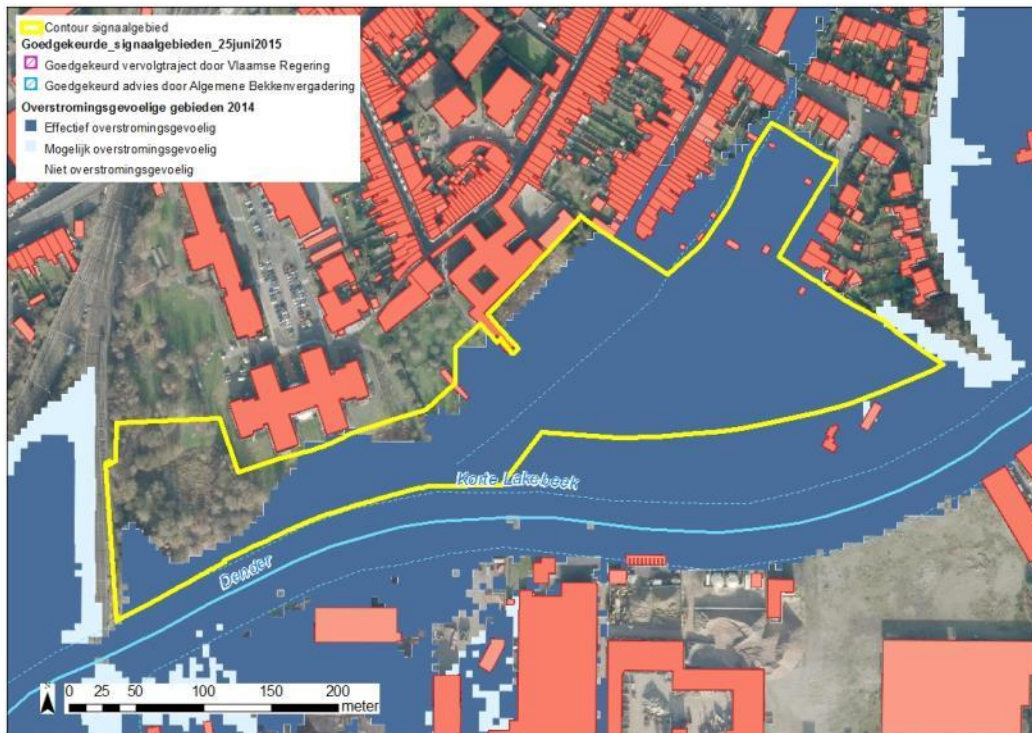 Contour signaalgebied
Goedgekeurde_signaalgebieden_25juni2015
Goedgekeurd vervolgtraject door Vlaamse Regering
Goedgekeurd advies door Algemene Bekkenvergadering
Overstromingsgevoelige gebieden 2014
Effectief overstromingsgevoelig
Mogelijk overstromingsgevoelig
Niet overstromingsgevoelig
Korte Lakebeek
Dender
0 25 50 100 150 200
meter